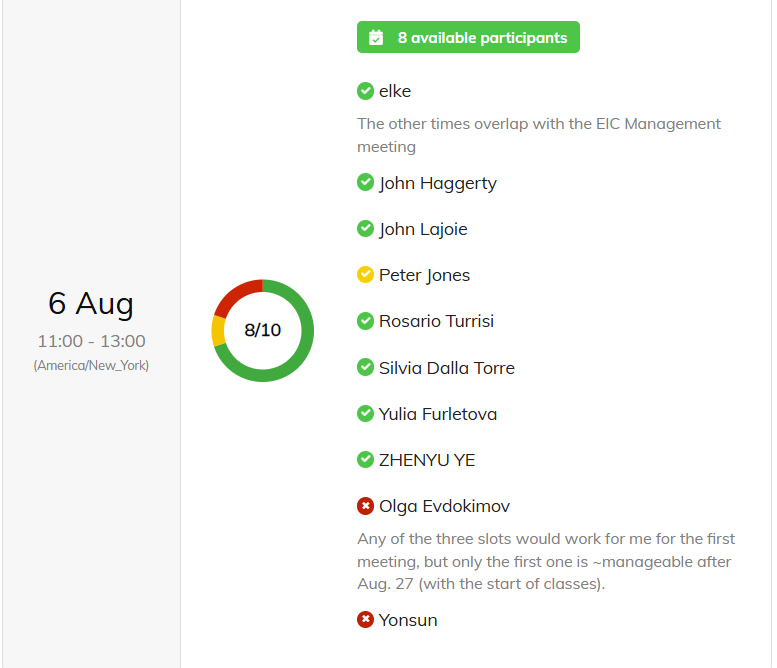 8 available participants
elke
The other times overlap with the EIC Management
meeting
John Haggerty
John Lajoie
6 Aug
11:00 - 13:00
(America/New_York)
8/10
Peter Jones
Rosario Turrisi
Silvia Dalla Torre
Yulia Furletova
ZHENYU YE
Olga Evdokimov
Any of the three slots would work for me for the first
meeting, but only the first one is ~manageable after
Aug. 27 (with the start of classes).
Yonsun